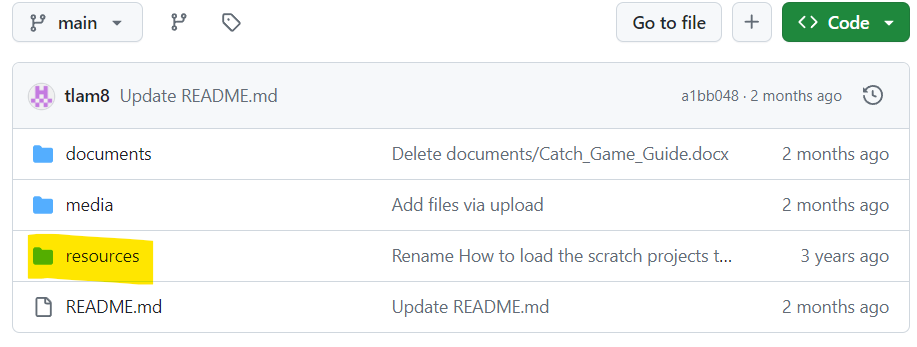 main Go to file Code
tlam8 Update README.md a1bb048 · 2 months ago
documents Delete documents/Catch_Game_Guide.docx 2 months ago
media Add files via upload 2 months ago
resources Rename How to load the scratch projects t... 3 years ago
README.md Update README.md 2 months ago